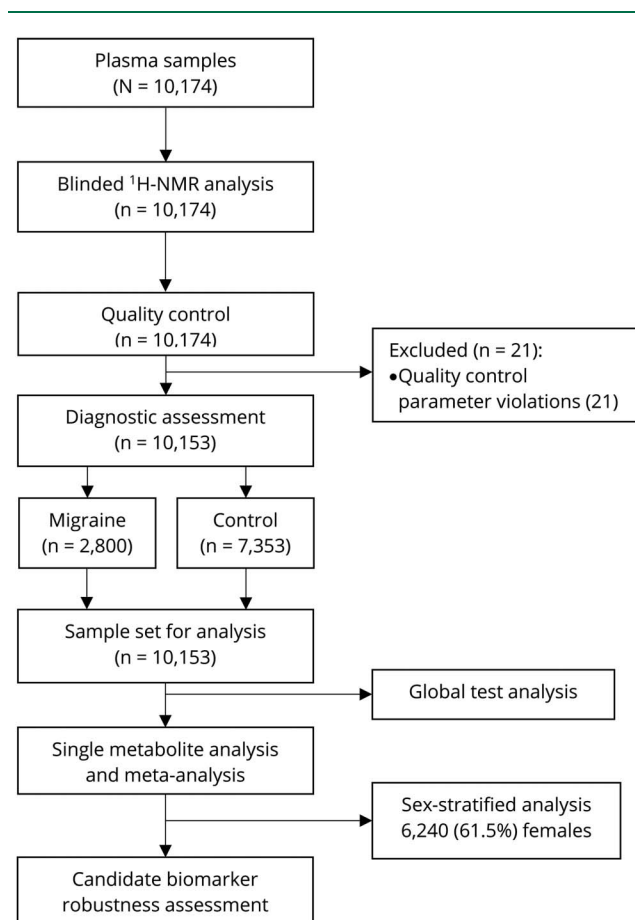 Plasma samples
(N = 10,174)
Blinded ¹H-NMR analysis
(n = 10,174)
Quality control
(n = 10,174)
Excluded (n = 21):
•Quality control
parameter violations (21)
Diagnostic assessment
(n = 10,153)
Migraine
(n = 2,800)
Control
(n = 7,353)
Sample set for analysis
(n = 10,153)
Global test analysis
Single metabolite analysis
and meta-analysis
Sex-stratified analysis
6,240 (61.5%) females
Candidate biomarker
robustness assessment